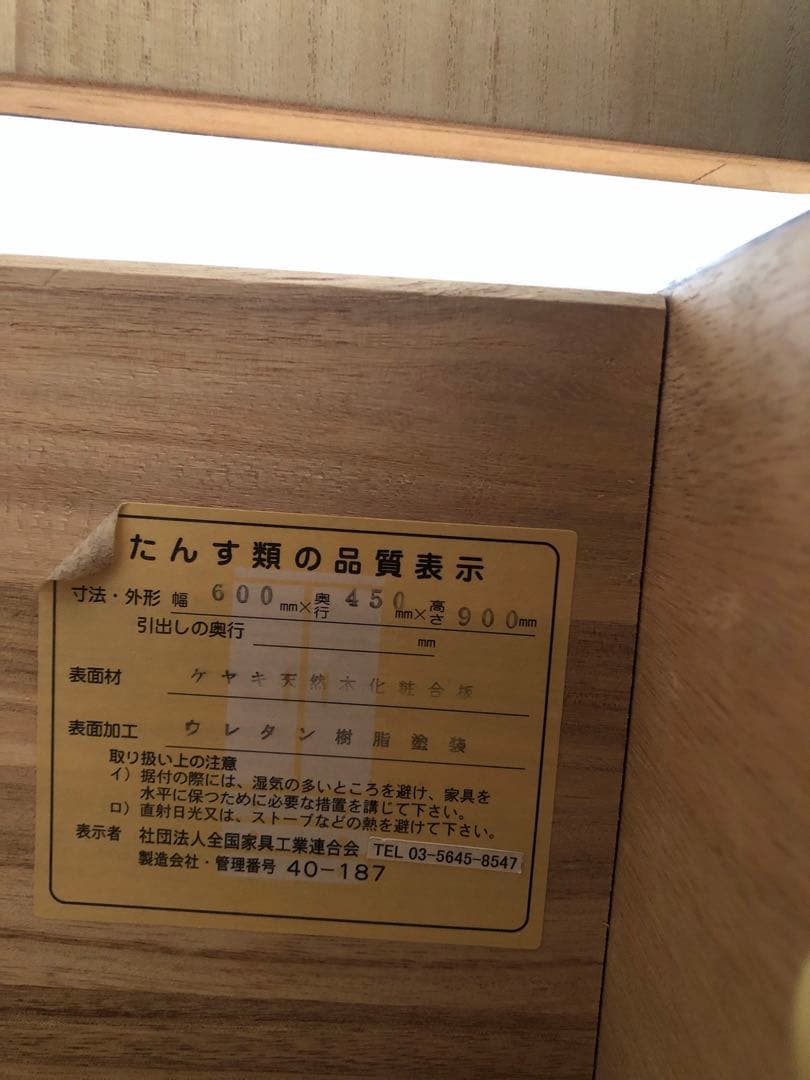 たんす類の品質表示
寸法・外形 幅 600mm×奥行 450mm×高さ 900mm
引出しの奥行 mm
表面材 ケヤキ天然木化粧合板
表面加工 ウレタン樹脂塗装
取り扱い上の注意
イ）据付の際には、湿気の多いところを避け、家具を
水平に保つために必要な措置を講じて下さい。
ロ）直射日光又は、ストーブなどの熱を避けて下さい。
表示者 社団法人全国家具工業連合会 TEL 03-5645-8547
製造会社・管理番号 40-187